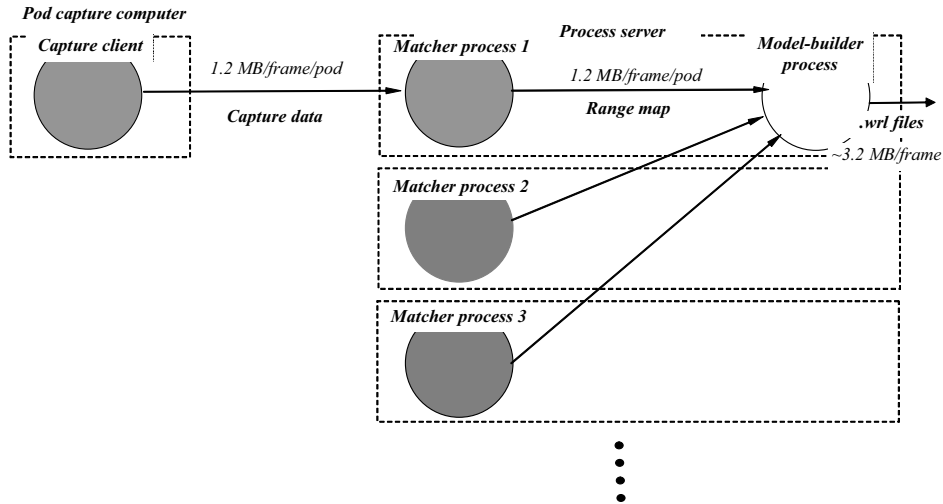 Pod capture computer
Capture client
1.2 MB/frame/pod
Capture data
Matcher process 1
Process server
1.2 MB/frame/pod
Range map
Model-builder
process
.wrl files
~3.2 MB/frame
Matcher process 2
Matcher process 3